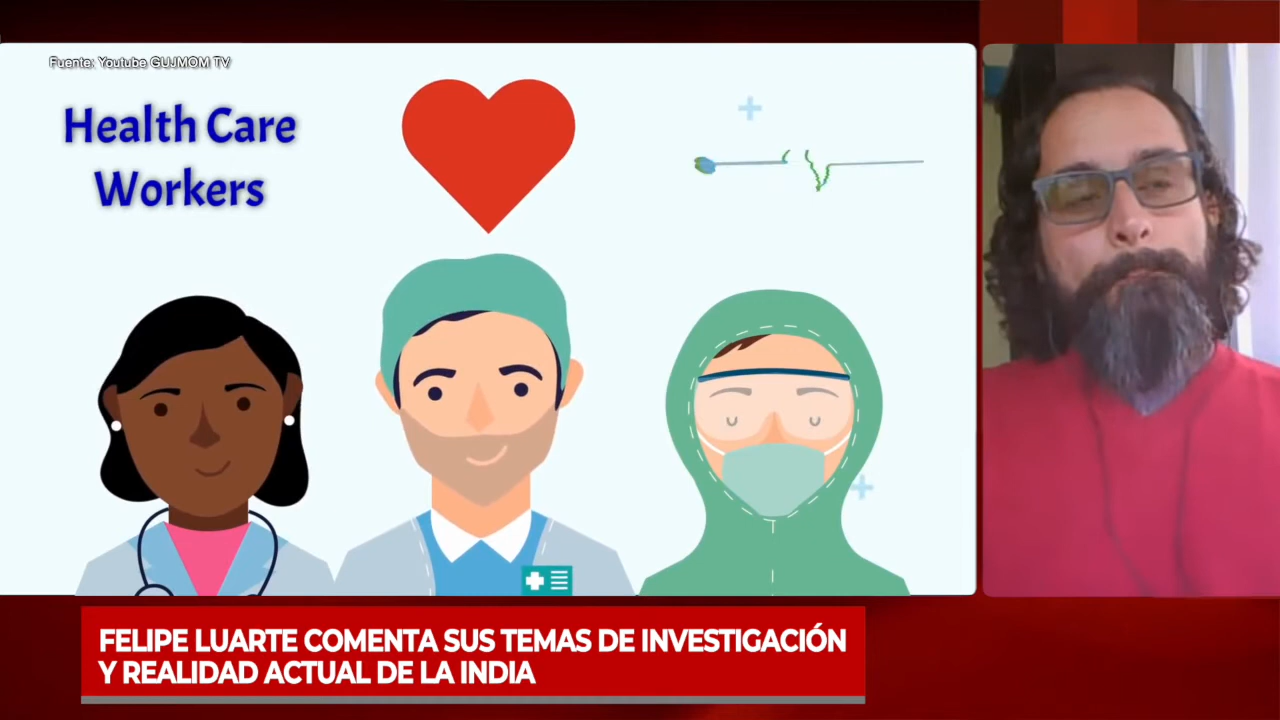 Fuente: Youtube GUJMOM TV
Health Care
Workers
FELIPE LUARTE COMENTA SUS TEMAS DE INVESTIGACIÓN
Y REALIDAD ACTUAL DE LA INDIA